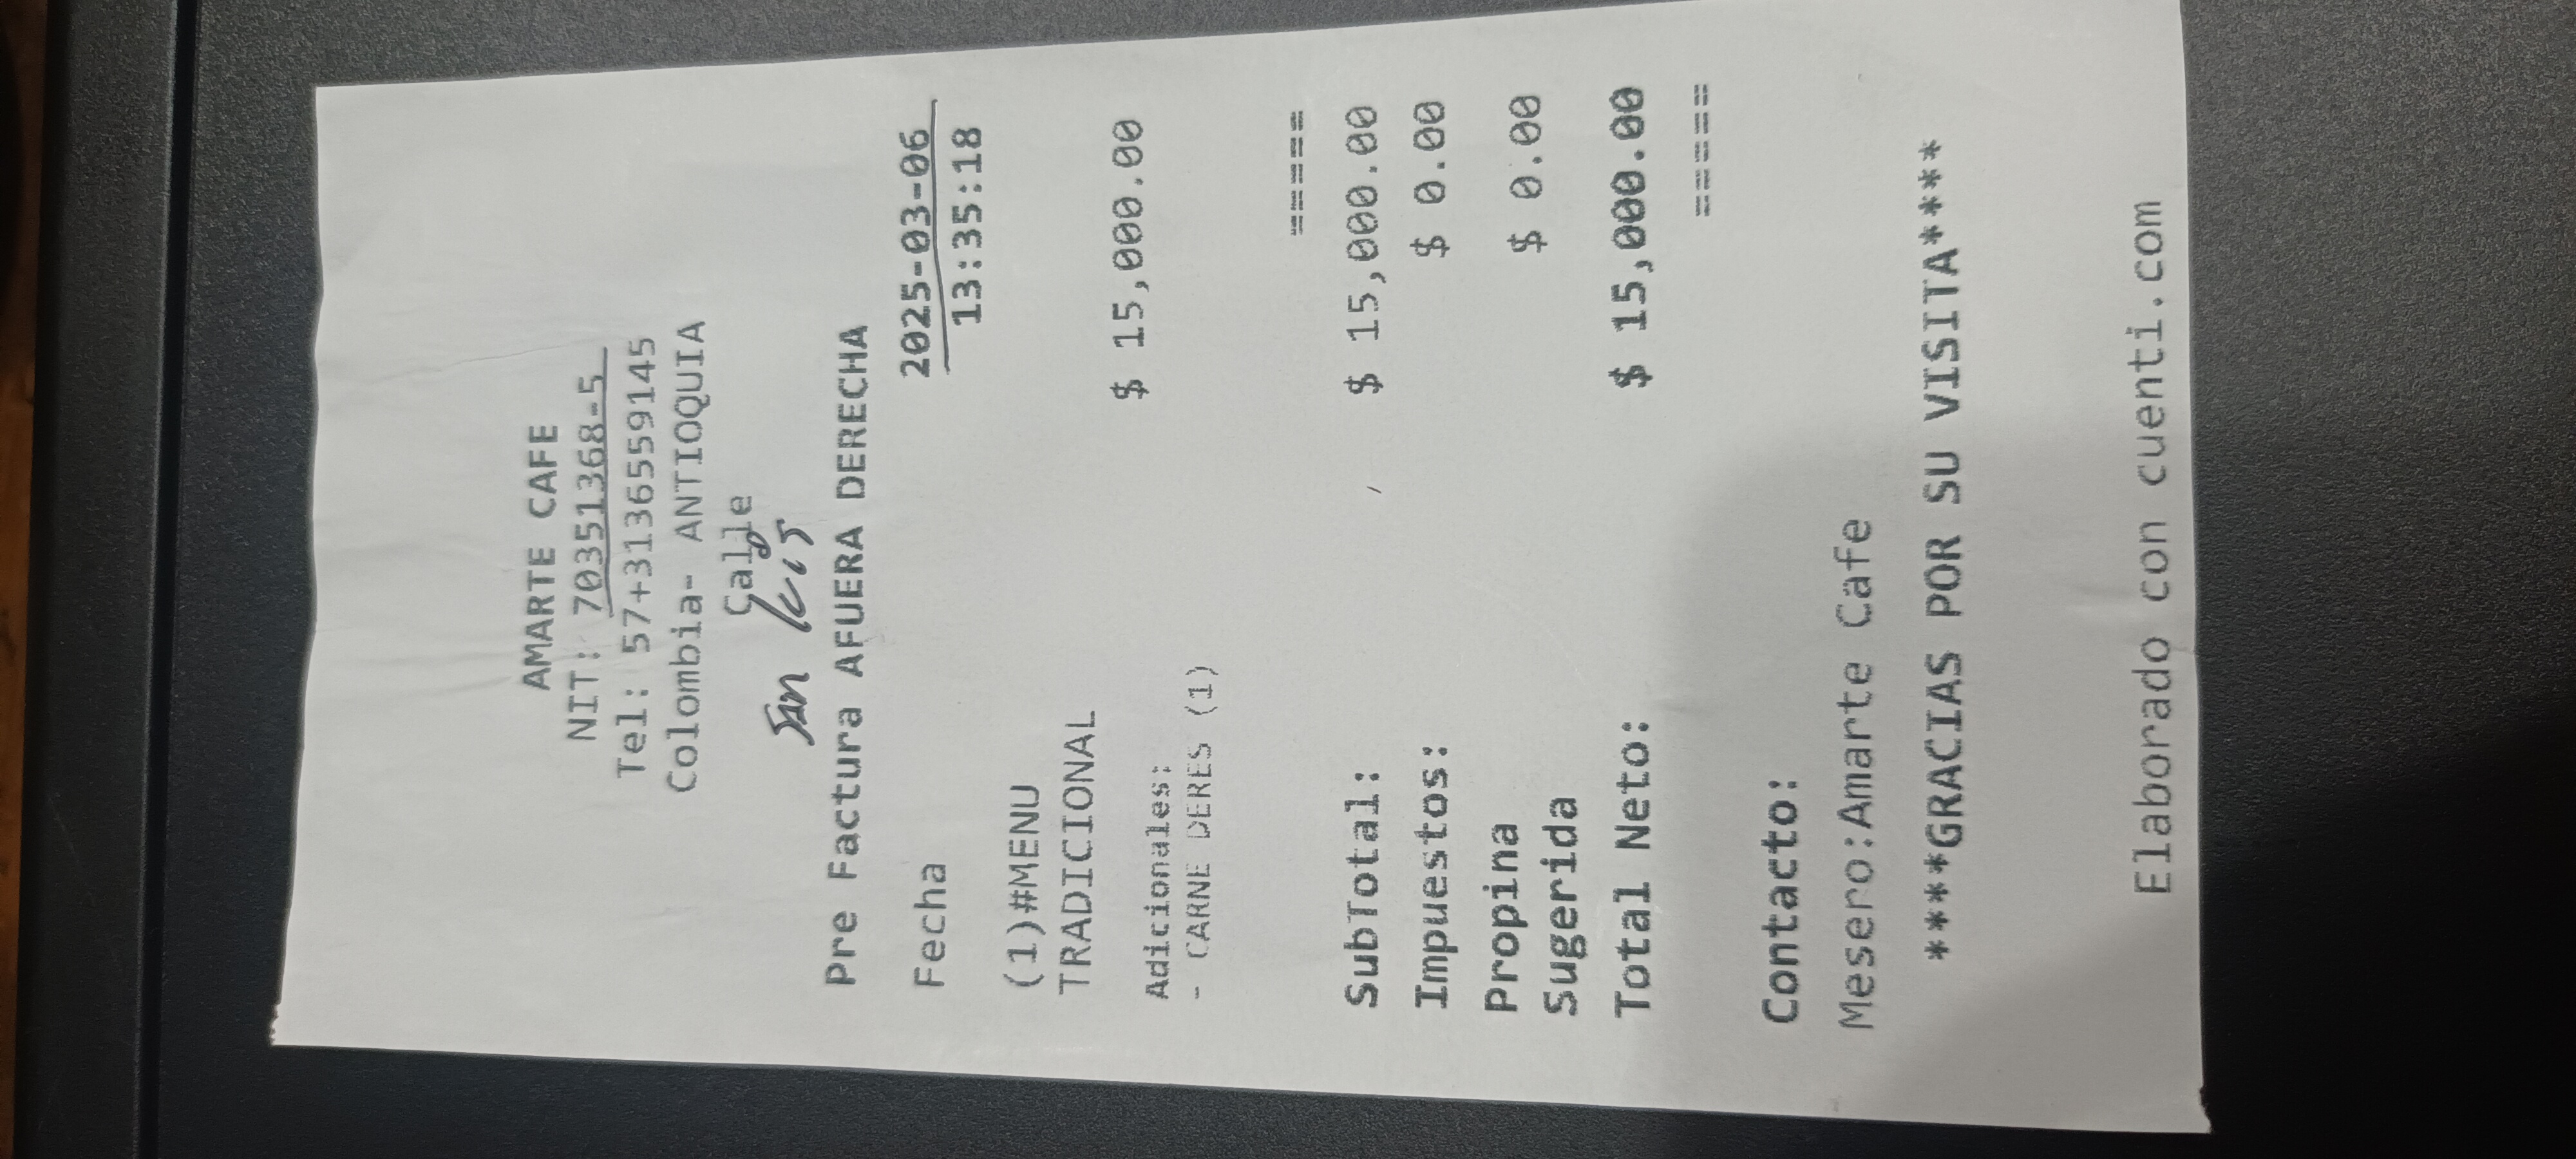 AMARTE CAFE
NIT: 70351368-5
Tel: 57+3136559145
Colombia- ANTIOQUIA
Calle
San
Pre Factura AFUERA DERECHA
Fecha 2025-03-06
13:35:18
(1)#MENU
TRADICIONAL $ 15,000.00
Adicionales:
- CARNE DERES (1)
=====
SubTotal: $ 15,000.00
Impuestos: $ 0.00
Propina $ 0.00
Sugerida
Total Neto: $ 15,000.00
======
Contacto:
Mesero:Amarte Cafe
****GRACIAS POR SU VISITA****
Elaborado con cuenti.com